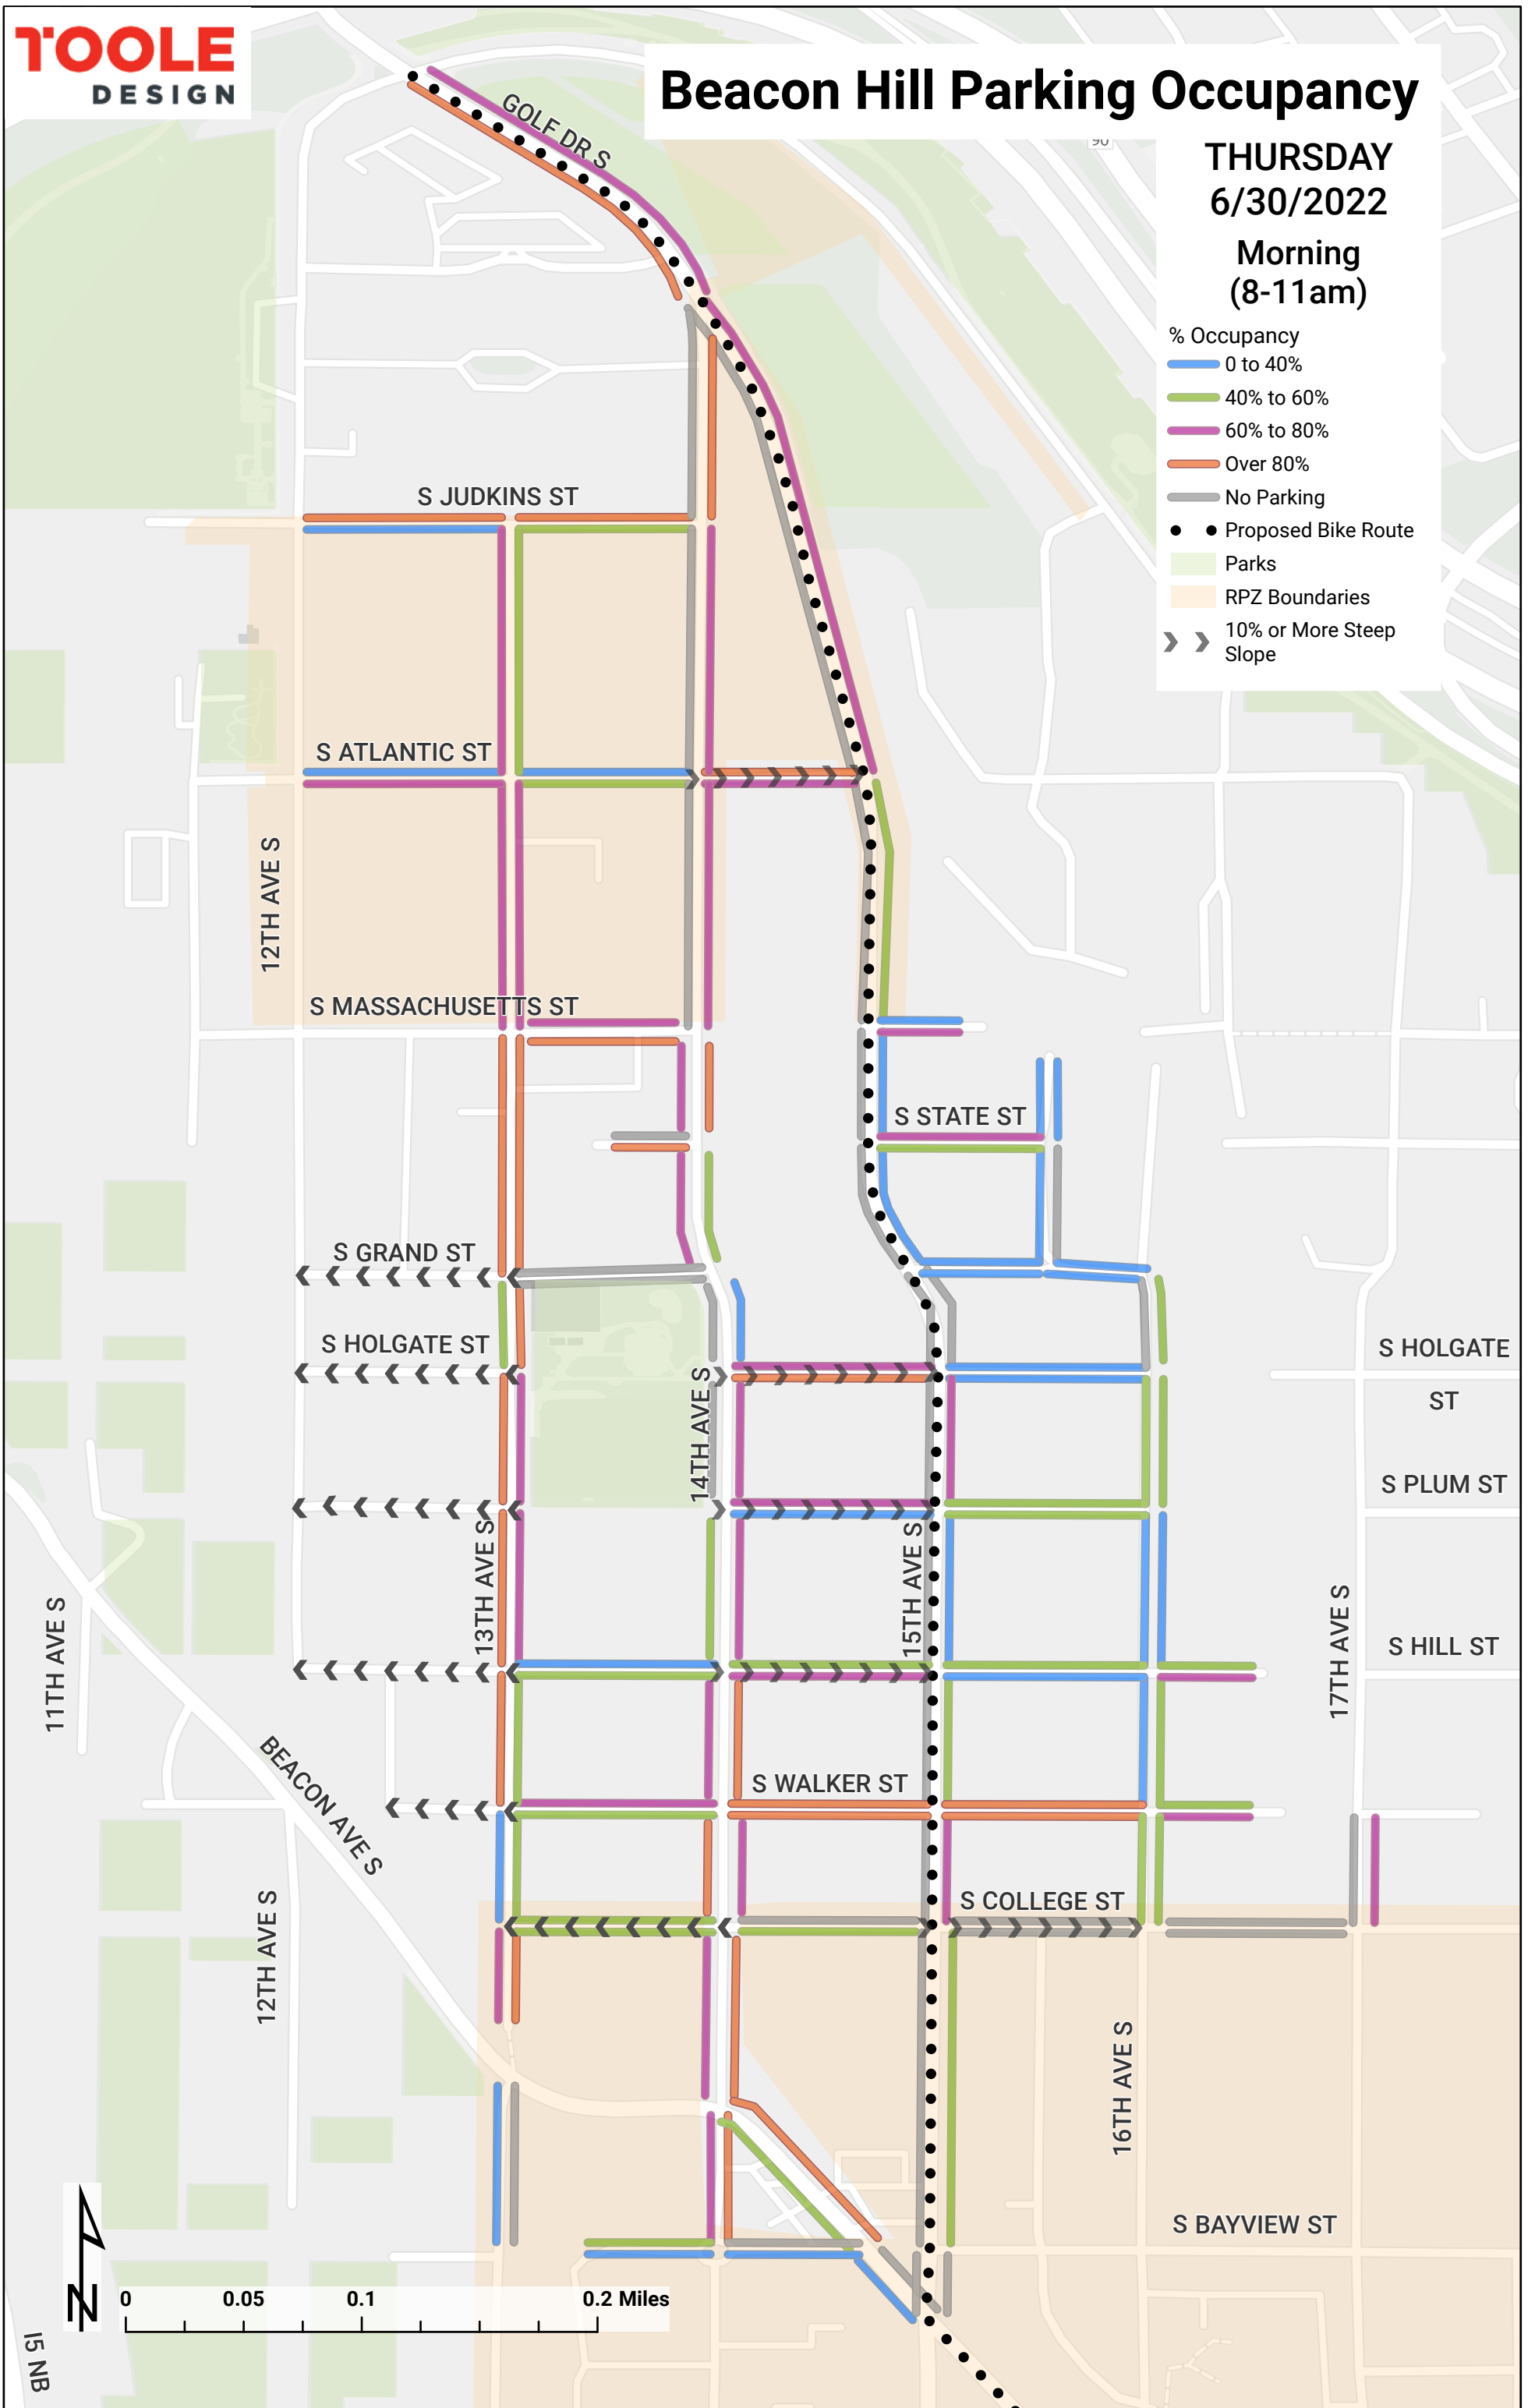 TOOLE
DESIGN
Beacon Hill Parking Occupancy
90
THURSDAY
6/30/2022
Morning
(8-11am)
% Occupancy
0 to 40%
40% to 60%
60% to 80%
Over 80%
No Parking
Proposed Bike Route
Parks
RPZ Boundaries
10% or More Steep
Slope
GOLF DR S
S JUDKINS ST
S ATLANTIC ST
12TH AVE S
S MASSACHUSETTS ST
S STATE ST
S GRAND ST
S HOLGATE ST
S HOLGATE
ST
14TH AVE S
S PLUM ST
13TH AVE S
15TH AVE S
11TH AVE S
17TH AVE S
S HILL ST
BEACON AVE S
S WALKER ST
12TH AVE S
S COLLEGE ST
16TH AVE S
S BAYVIEW ST
N
0 0.05 0.1 0.2 Miles
I5 NB